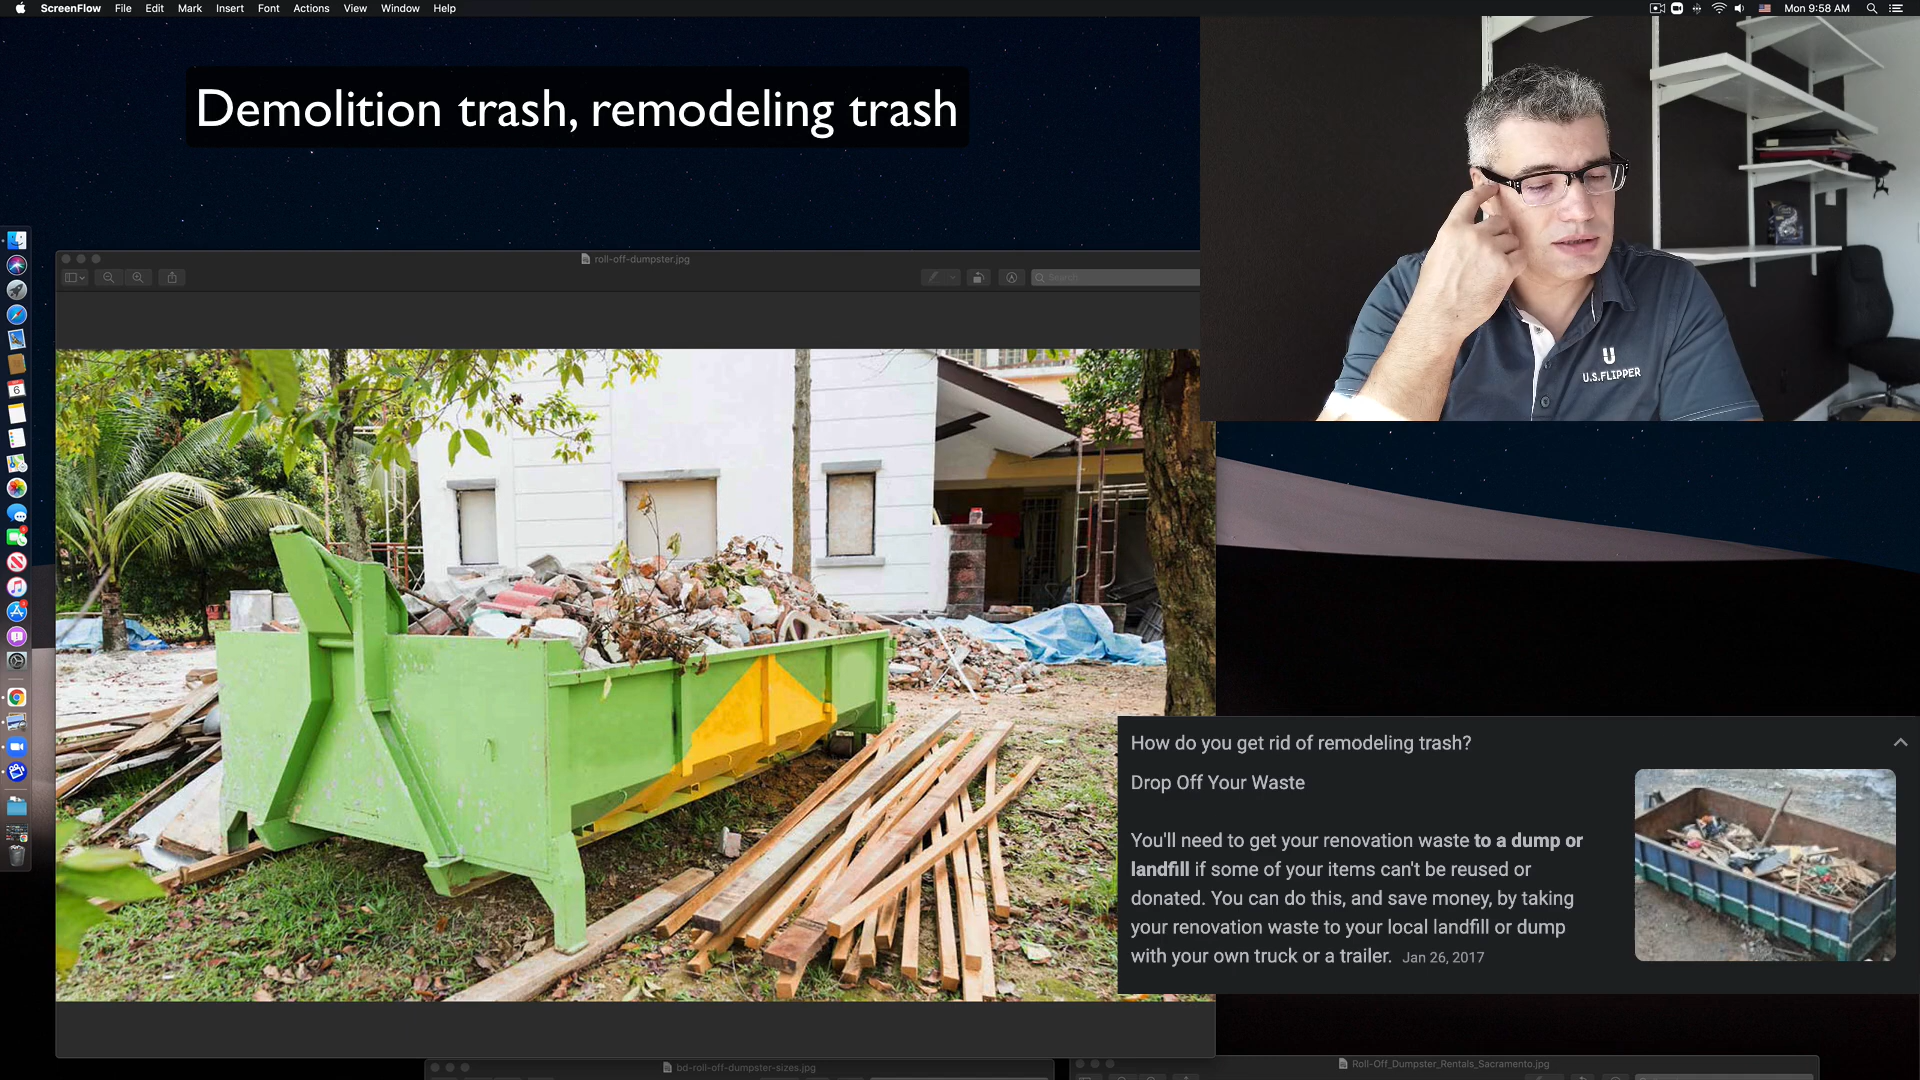 ScreenFlow File Edit Mark Insert Font Actions View Window Help
Mon 9:58 AM
Demolition trash, remodeling trash
roll-off-dumpster.jpg
Search
U
U.S.FLIPPER
6
How do you get rid of remodeling trash?
Drop Off Your Waste
You'll need to get your renovation waste to a dump or
landfill if some of your items can't be reused or
donated. You can do this, and save money, by taking
your renovation waste to your local landfill or dump
with your own truck or a trailer. Jan 26, 2017
bd-roll-off-dumpster-sizes.jpg
Roll-Off_Dumpster_Rentals_Sacramento.jpg